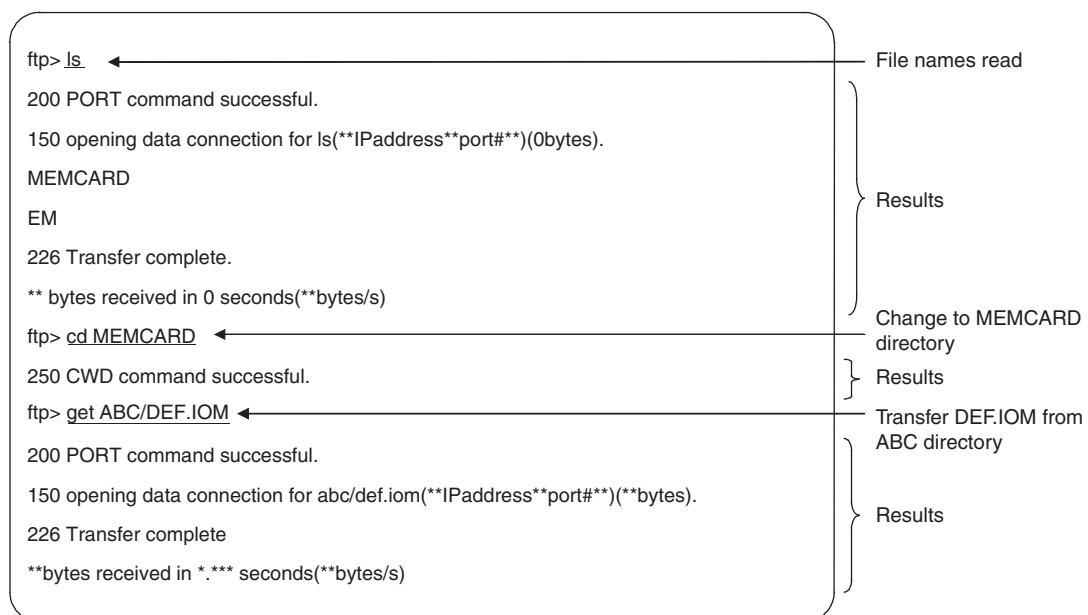 ftp> ls
File names read
200 PORT command successful.
150 opening data connection for ls(**IPaddress**port#**)(0bytes).
MEMCARD
Results
EM
226 Transfer complete.
** bytes received in 0 seconds(**bytes/s)
ftp> cd MEMCARD
Change to MEMCARD
directory
250 CWD command successful.
Results
ftp> get ABC/DEF.IOM
Transfer DEF.IOM from
ABC directory
200 PORT command successful.
150 opening data connection for abc/def.iom(**IPaddress**port#**)(**bytes).
Results
226 Transfer complete
**bytes received in *.*** seconds(**bytes/s)